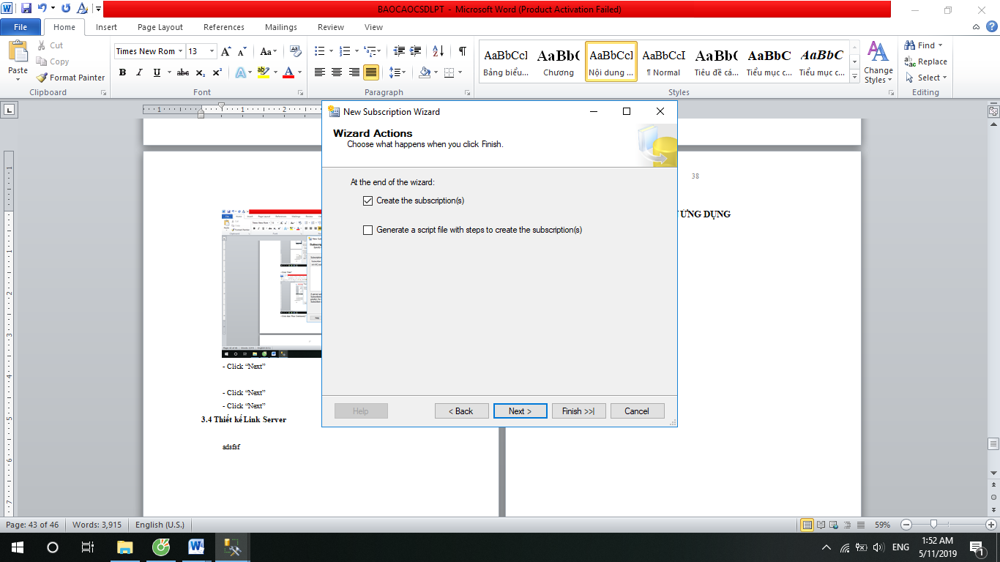 BAOCAOCSDLPT - Microsoft Word (Product Activation Failed)
File Home Insert Page Layout References Mailings Review View
Paste
Cut
Copy
Format Painter
Clipboard
Times New Rom 13
Font
Paragraph
AaBbCcI AaBbC AaBbCcI AaBbCcI AaBbC AaBbC AaBbC
Bảng biểu... Chương Nội dung ... ¶ Normal Tiêu đề cá... Tiểu mục c... Tiểu mục c...
Change
Styles
Styles
Find
Replace
Select
Editing
New Subscription Wizard
Wizard Actions
Choose what happens when you click Finish.
At the end of the wizard:
Create the subscription(s)
Generate a script file with steps to create the subscription(s)
Help < Back Next > Finish >>| Cancel
38
ỨNG DỤNG
- Click “Next”
- Click “Next”
- Click “Next”
3.4 Thiết kế Link Server
adsfsf
Page: 43 of 46 Words: 3,915 English (U.S.) 59%
ENG
1:52 AM
5/11/2019
1